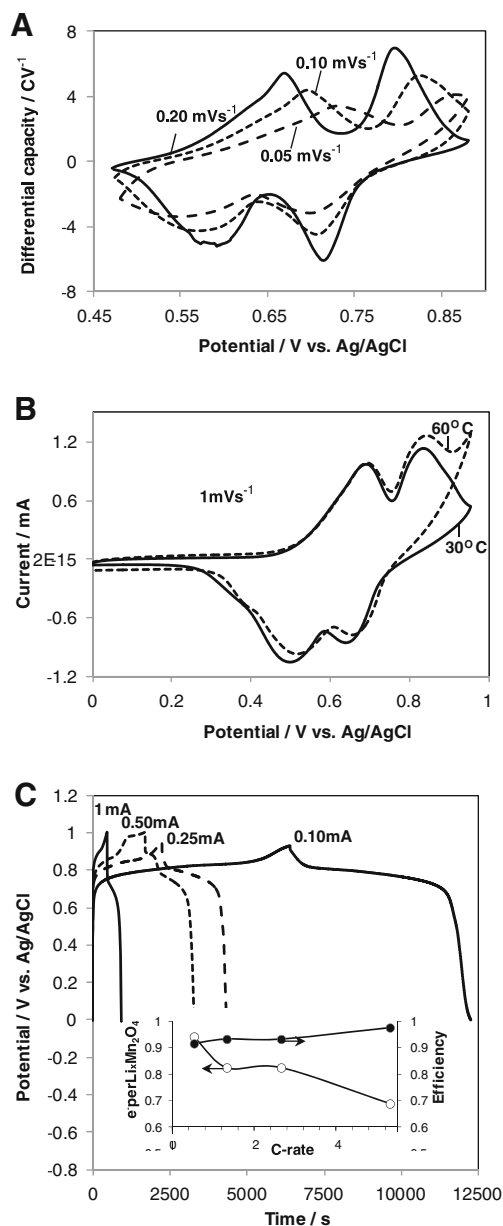 A
8
4
0
-4
-8
Differential capacity / CV-1
0.20 mVs-1
0.10 mVs-1
0.05 mVs-1
0.45 0.55 0.65 0.75 0.85
Potential / V vs. Ag/AgCl
B
1.2
0.6
2E-15
-0.6
-1.2
Current / mA
1mVs-1
60° C
30° C
0 0.2 0.4 0.6 0.8 1
Potential / V vs. Ag/AgCl
C
1.2
1
0.8
0.6
0.4
0.2
0
-0.2
-0.4
-0.6
-0.8
Potential / V vs. Ag/AgCl
1mA
0.50mA
0.25mA
0.10mA
1
0.9
0.8
0.7
0.6
e-perLixMn2O4
1
0.9
0.8
0.7
0.6
0.5
Efficiency
0 2 4
C-rate
0 2500 5000 7500 10000 12500
Time / s